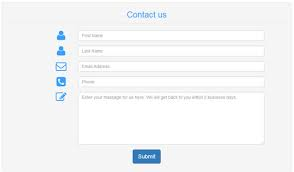 Contact us
First Name
Last Name
Email Address
Phone
Enter your massage for us here. We will get back to you within 2 business days.
Submit